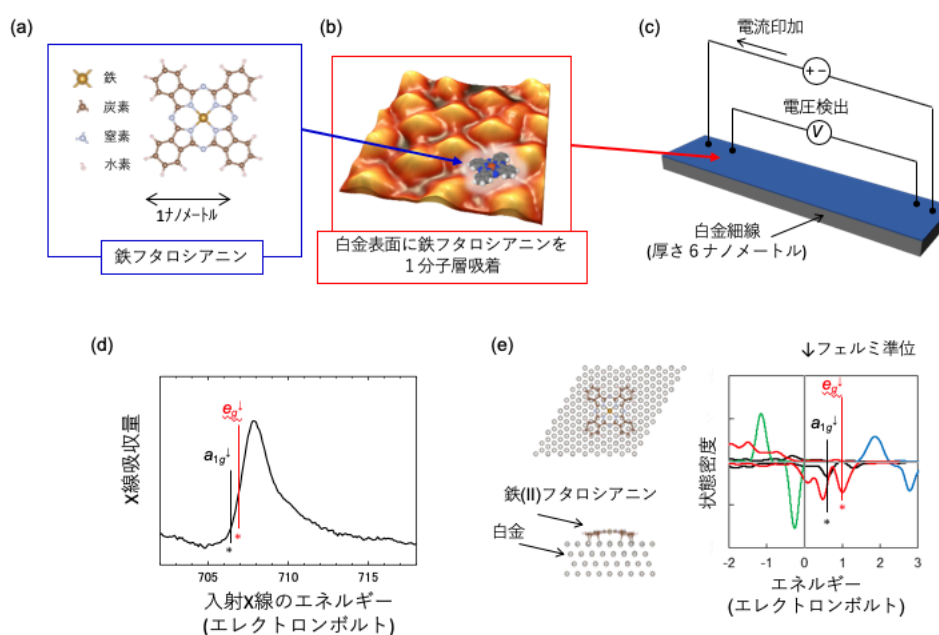 (a)
鉄
炭素
窒素
水素
1ナノメートル
鉄フタロシアニン
(b)
白金表面に鉄フタロシアニンを
1分子層吸着
(c)
電流印加
+ −
電圧検出
V
白金細線
(厚さ6ナノメートル)
(d)
X線吸収量
a1g↓
eg↓
*
*
705
710
715
入射X線のエネルギー
(エレクトロンボルト)
(e)
鉄(II)フタロシアニン
白金
↓フェルミ準位
状態密度
eg↓
a1g↓
*
*
-2
-1
0
1
2
3
エネルギー
(エレクトロンボルト)